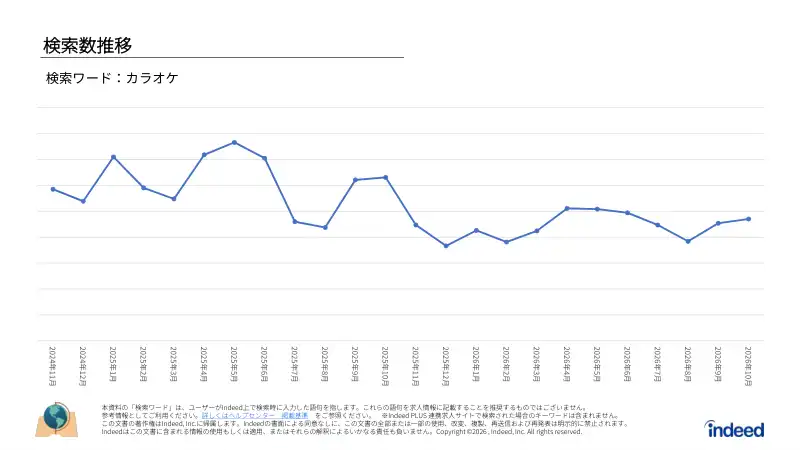 検索数推移
検索ワード：カラオケ
2024年11月
2024年12月
2025年1月
2025年2月
2025年3月
2025年4月
2025年5月
2025年6月
2025年7月
2025年8月
2025年9月
2025年10月
2025年11月
2025年12月
2026年1月
2026年2月
2026年3月
2026年4月
2026年5月
2026年6月
2026年7月
2026年8月
2026年9月
2026年10月
本資料の「検索ワード」は、ユーザーがIndeed上で検索時に入力した語句を指します。これらの語句を求人情報に記載することを推奨するものではございません。
参考情報としてご利用ください。詳しくはヘルプセンター 掲載基準 をご参照ください。 ※Indeed PLUS 連携求人サイトで検索された場合のキーワードは含まれません。
この文書の著作権はIndeed, Inc.に帰属します。Indeedの書面による同意なしに、この文書の全部または一部の使用、改変、複製、再送信および再発表は明示的に禁止されます。
Indeedはこの文書に含まれる情報の使用もしくは適用、またはそれらの解釈によるいかなる責任も負いません。Copyright ©2026 , Indeed, Inc. All rights reserved.
indeed